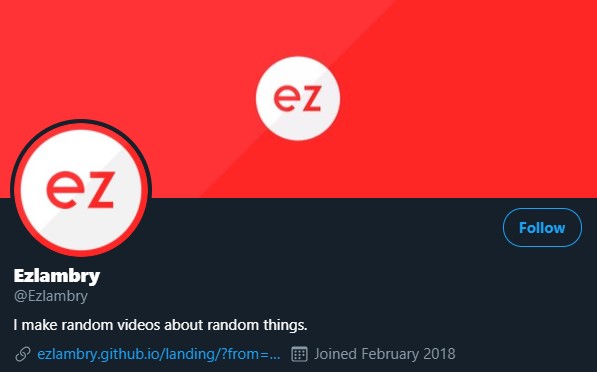 ez
ez
Follow
Ezlambry
@Ezlambry
I make random videos about random things.
ezlambry.github.io/landing/?from=... Joined February 2018